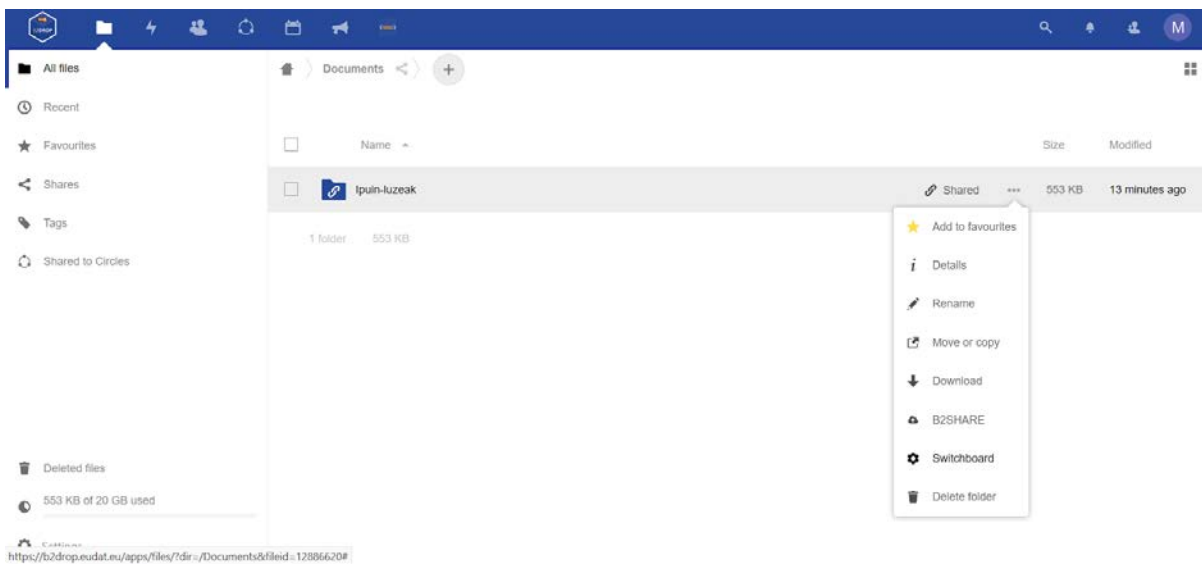 B2DROP
M
All files
Documents
Recent
Name
Size
Modified
Favourites
Shares
Ipuin-luzeak
Shared
553 KB
13 minutes ago
Tags
1 folder
553 KB
Add to favourites
Shared to Circles
Details
Rename
Move or copy
Download
B2SHARE
Switchboard
Deleted files
Delete folder
553 KB of 20 GB used
Settings
https://b2drop.eudat.eu/apps/files/?dir=/Documents&fileid=12886620#